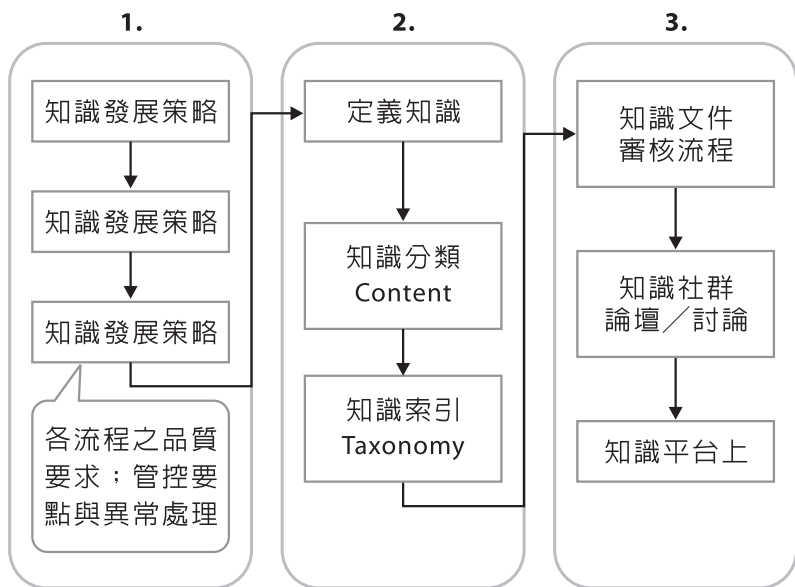 1.
知識發展策略
知識發展策略
知識發展策略
各流程之品質
要求；管控要
點與異常處理
2.
定義知識
知識分類
Content
知識索引
Taxonomy
3.
知識文件
審核流程
知識社群
論壇／討論
知識平台上